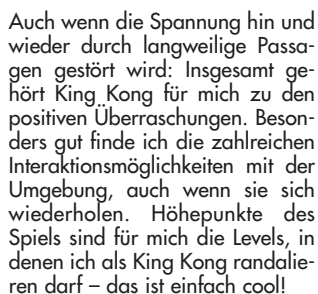 Auch wenn die Spannung hin und
wieder durch langweilige Passa-
gen gestört wird: Insgesamt ge-
hört King Kong für mich zu den
positiven Überraschungen. Beson-
ders gut finde ich die zahlreichen
Interaktionsmöglichkeiten mit der
Umgebung, auch wenn sie sich
wiederholen. Höhepunkte des
Spiels sind für mich die Levels, in
denen ich als King Kong randalie-
ren darf – das ist einfach cool!